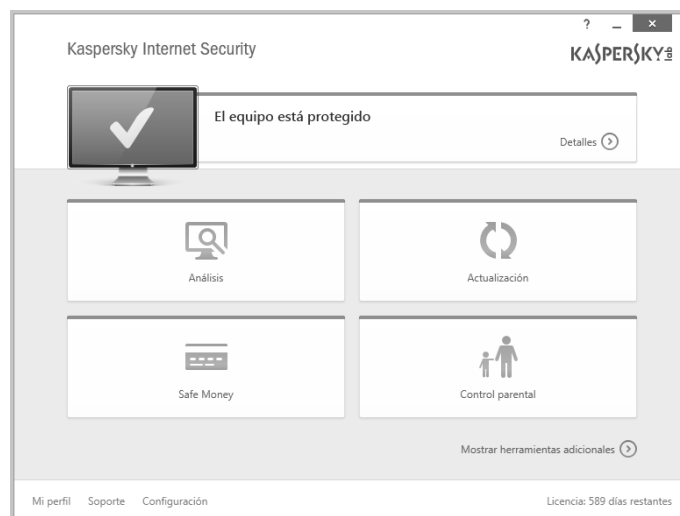 ? _ ×
Kaspersky Internet Security
KASPERSKY lab
El equipo está protegido
Detalles
Análisis
Actualización
Safe Money
Control parental
Mostrar herramientas adicionales
Mi perfil Soporte Configuración
Licencia: 589 días restantes